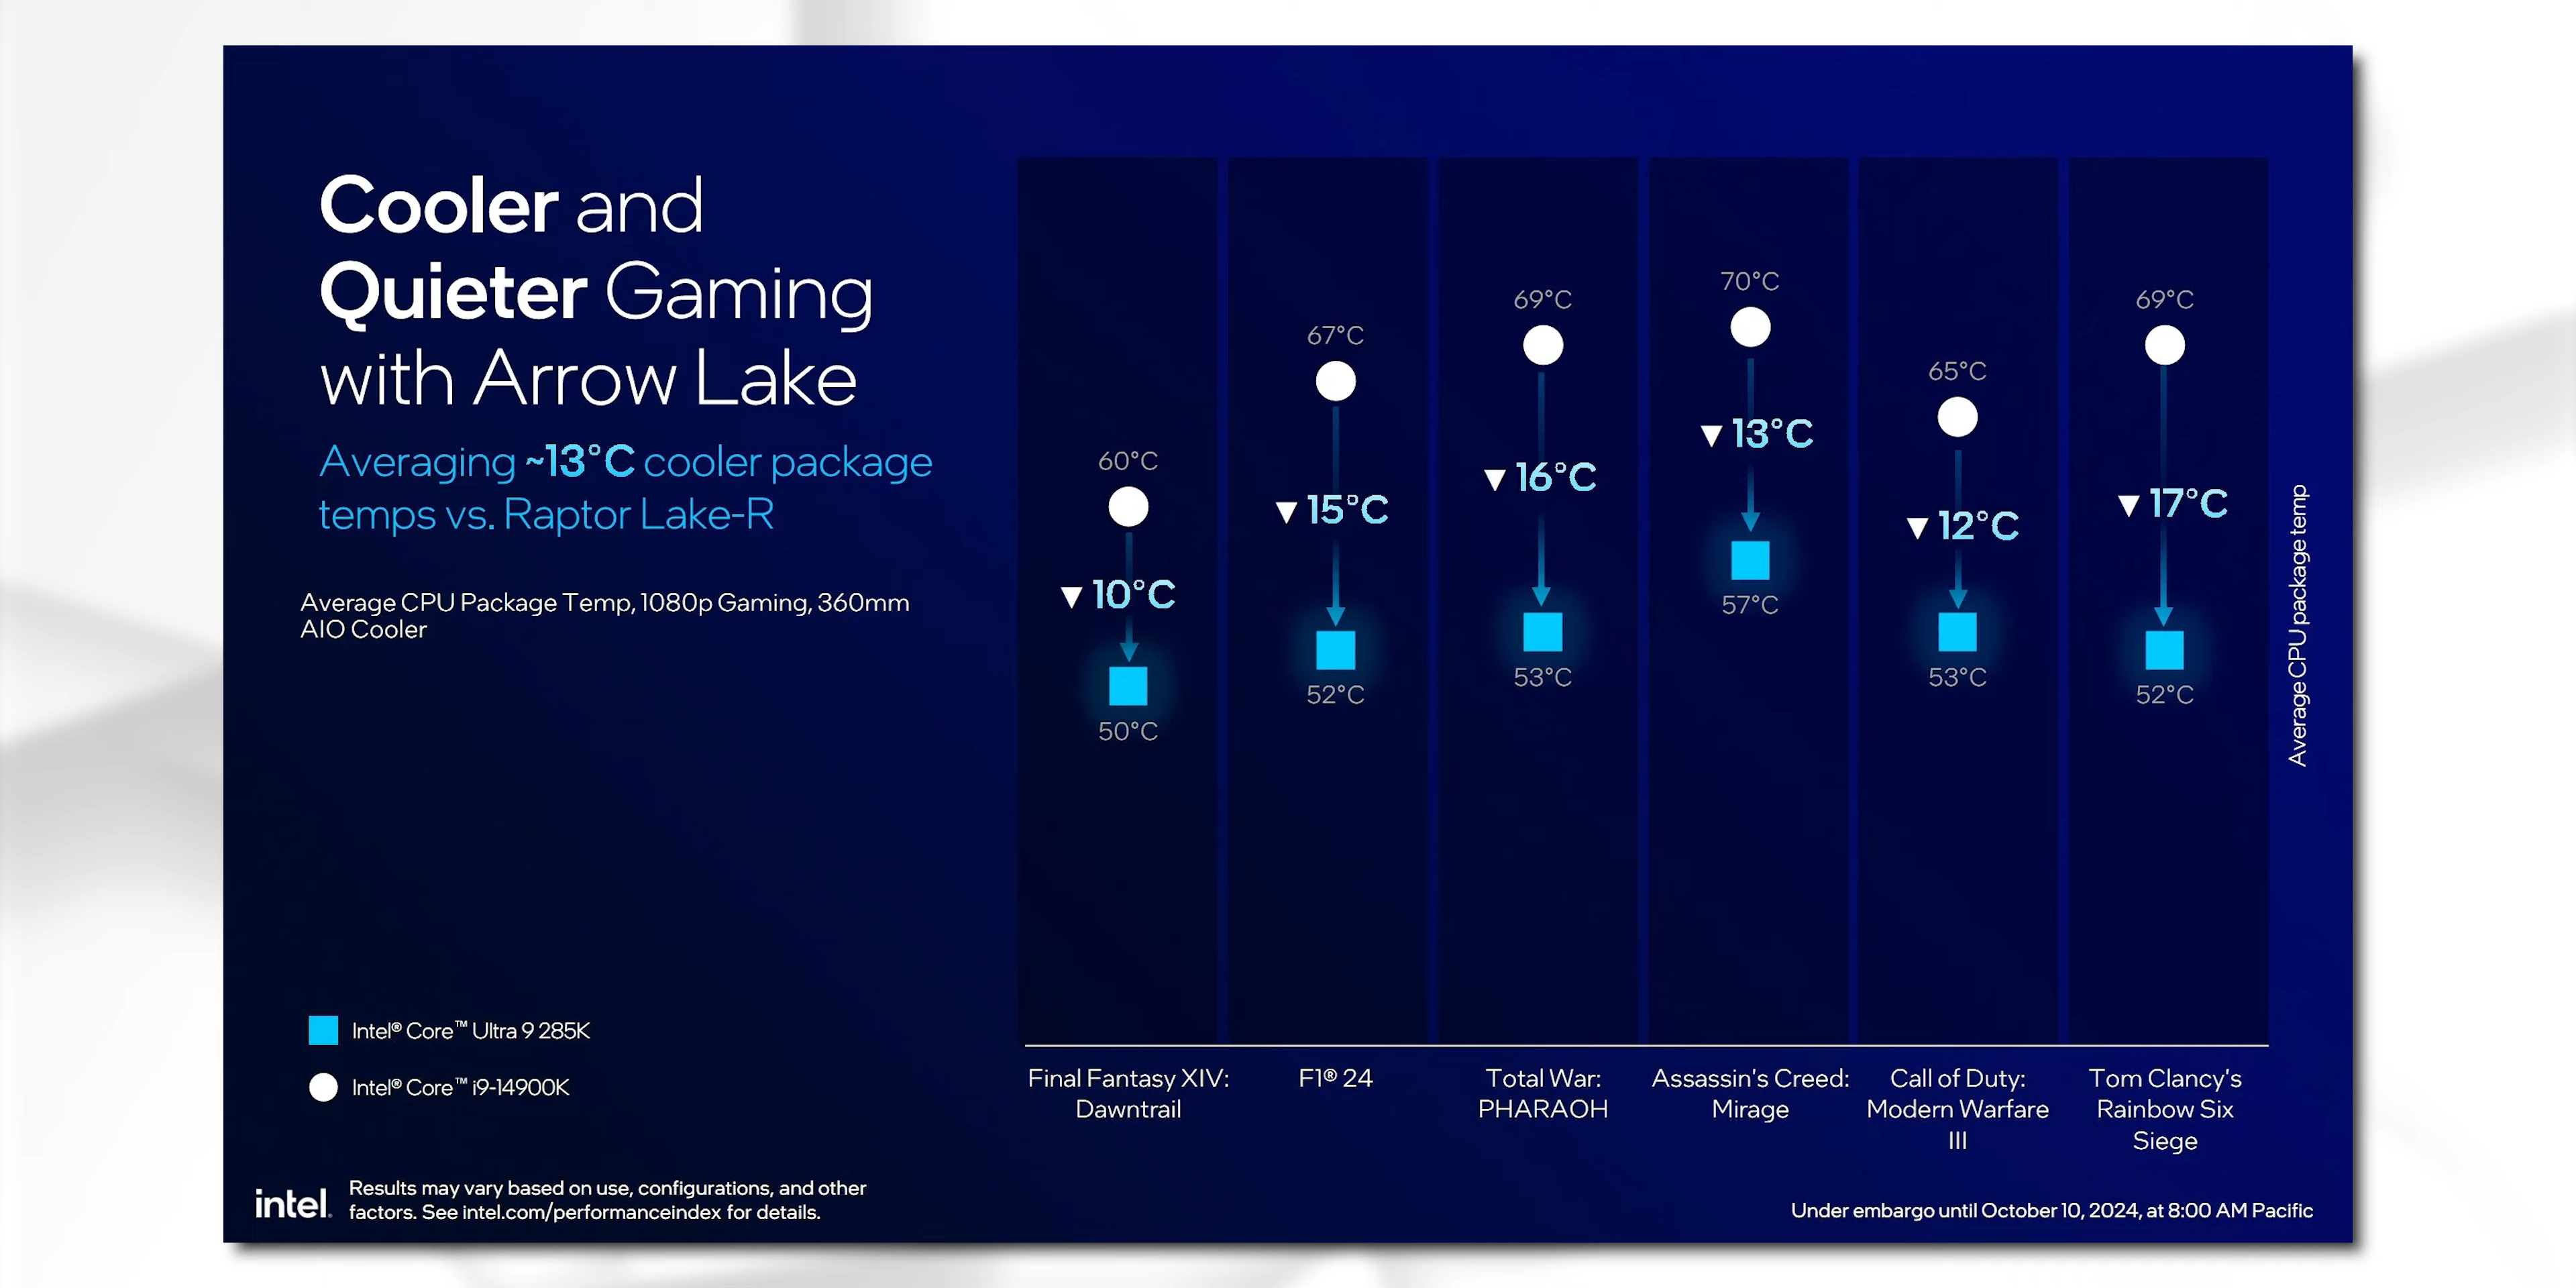 Cooler and
Quieter Gaming
with Arrow Lake
Averaging ~13°C cooler package
temps vs. Raptor Lake-R
Average CPU Package Temp, 1080p Gaming, 360mm
AIO Cooler
Intel® Core™ Ultra 9 285K
Intel® Core™ i9-14900K
60°C
▼ 10°C
50°C
67°C
▼ 15°C
52°C
69°C
▼ 16°C
53°C
70°C
▼ 13°C
57°C
65°C
▼ 12°C
53°C
69°C
▼ 17°C
52°C
Average CPU package temp
Final Fantasy XIV:
Dawntrail
F1® 24
Total War:
PHARAOH
Assassin's Creed:
Mirage
Call of Duty:
Modern Warfare
III
Tom Clancy's
Rainbow Six
Siege
intel.
Results may vary based on use, configurations, and other
factors. See intel.com/performanceindex for details.
Under embargo until October 10, 2024, at 8:00 AM Pacific